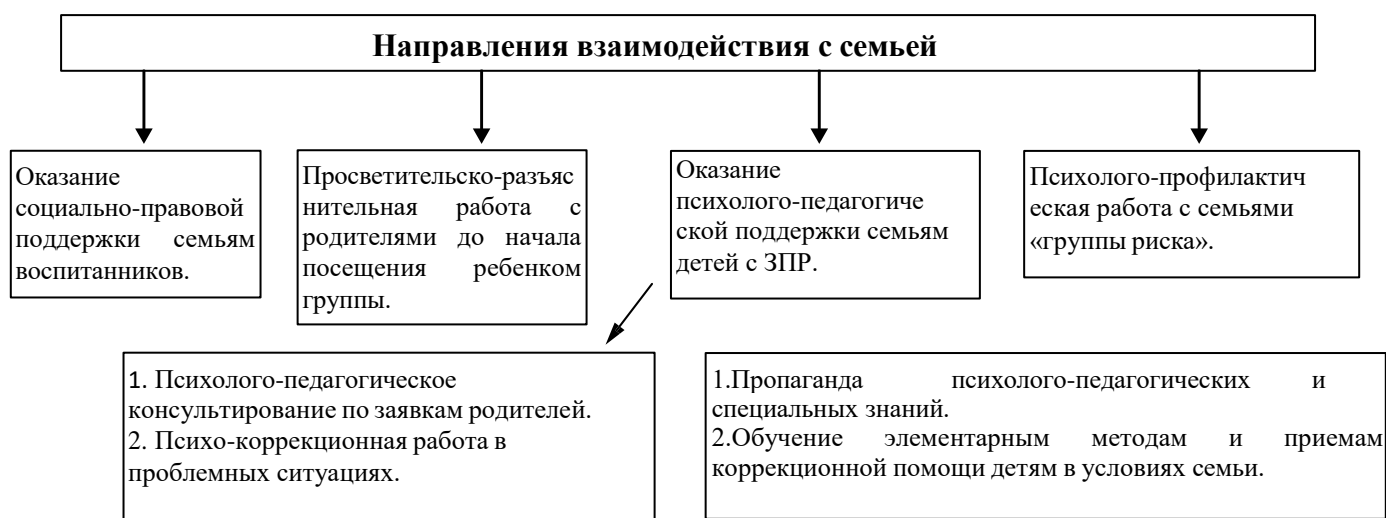 Направления взаимодействия с семьей
Оказание
социально-правовой
поддержки семьям
воспитанников.
Просветительско-разъяс
нительная работа с
родителями до начала
посещения ребенком
группы.
Оказание
психолого-педагогиче
ской поддержки семьям
детей с ЗПР.
Психолого-профилактич
еская работа с семьями
«группы риска».
1. Психолого-педагогическое
консультирование по заявкам родителей.
2. Психо-коррекционная работа в
проблемных ситуациях.
1.Пропаганда психолого-педагогических и
специальных знаний.
2.Обучение элементарным методам и приемам
коррекционной помощи детям в условиях семьи.